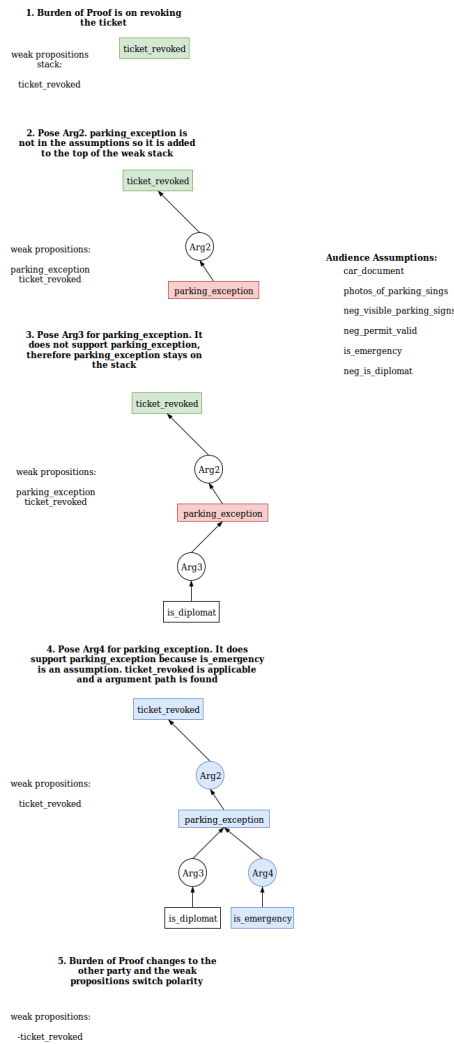 1. Burden of Proof is on revoking
the ticket
weak propositions
stack:
ticket_revoked
ticket_revoked
2. Pose Arg2. parking_exception is
not in the assumptions so it is added
to the top of the weak stack
ticket_revoked
Arg2
weak propositions:
parking_exception
ticket_revoked
parking_exception
Audience Assumptions:
car_document
photos_of_parking_sings
neg_visible_parking_signs
neg_permit_valid
is_emergency
neg_is_diplomat
3. Pose Arg3 for parking_exception. It
does not support parking_exception,
therefore parking_exception stays on
the stack
ticket_revoked
Arg2
weak propositions:
parking_exception
ticket_revoked
parking_exception
Arg3
is_diplomat
4. Pose Arg4 for parking_exception. It does
support parking_exception because is_emergency
is an assumption. ticket_revoked is applicable
and a argument path is found
ticket_revoked
Arg2
weak propositions:
ticket_revoked
parking_exception
Arg3
Arg4
is_diplomat
is_emergency
5. Burden of Proof changes to the
other party and the weak
propositions switch polarity
weak propositions:
-ticket_revoked